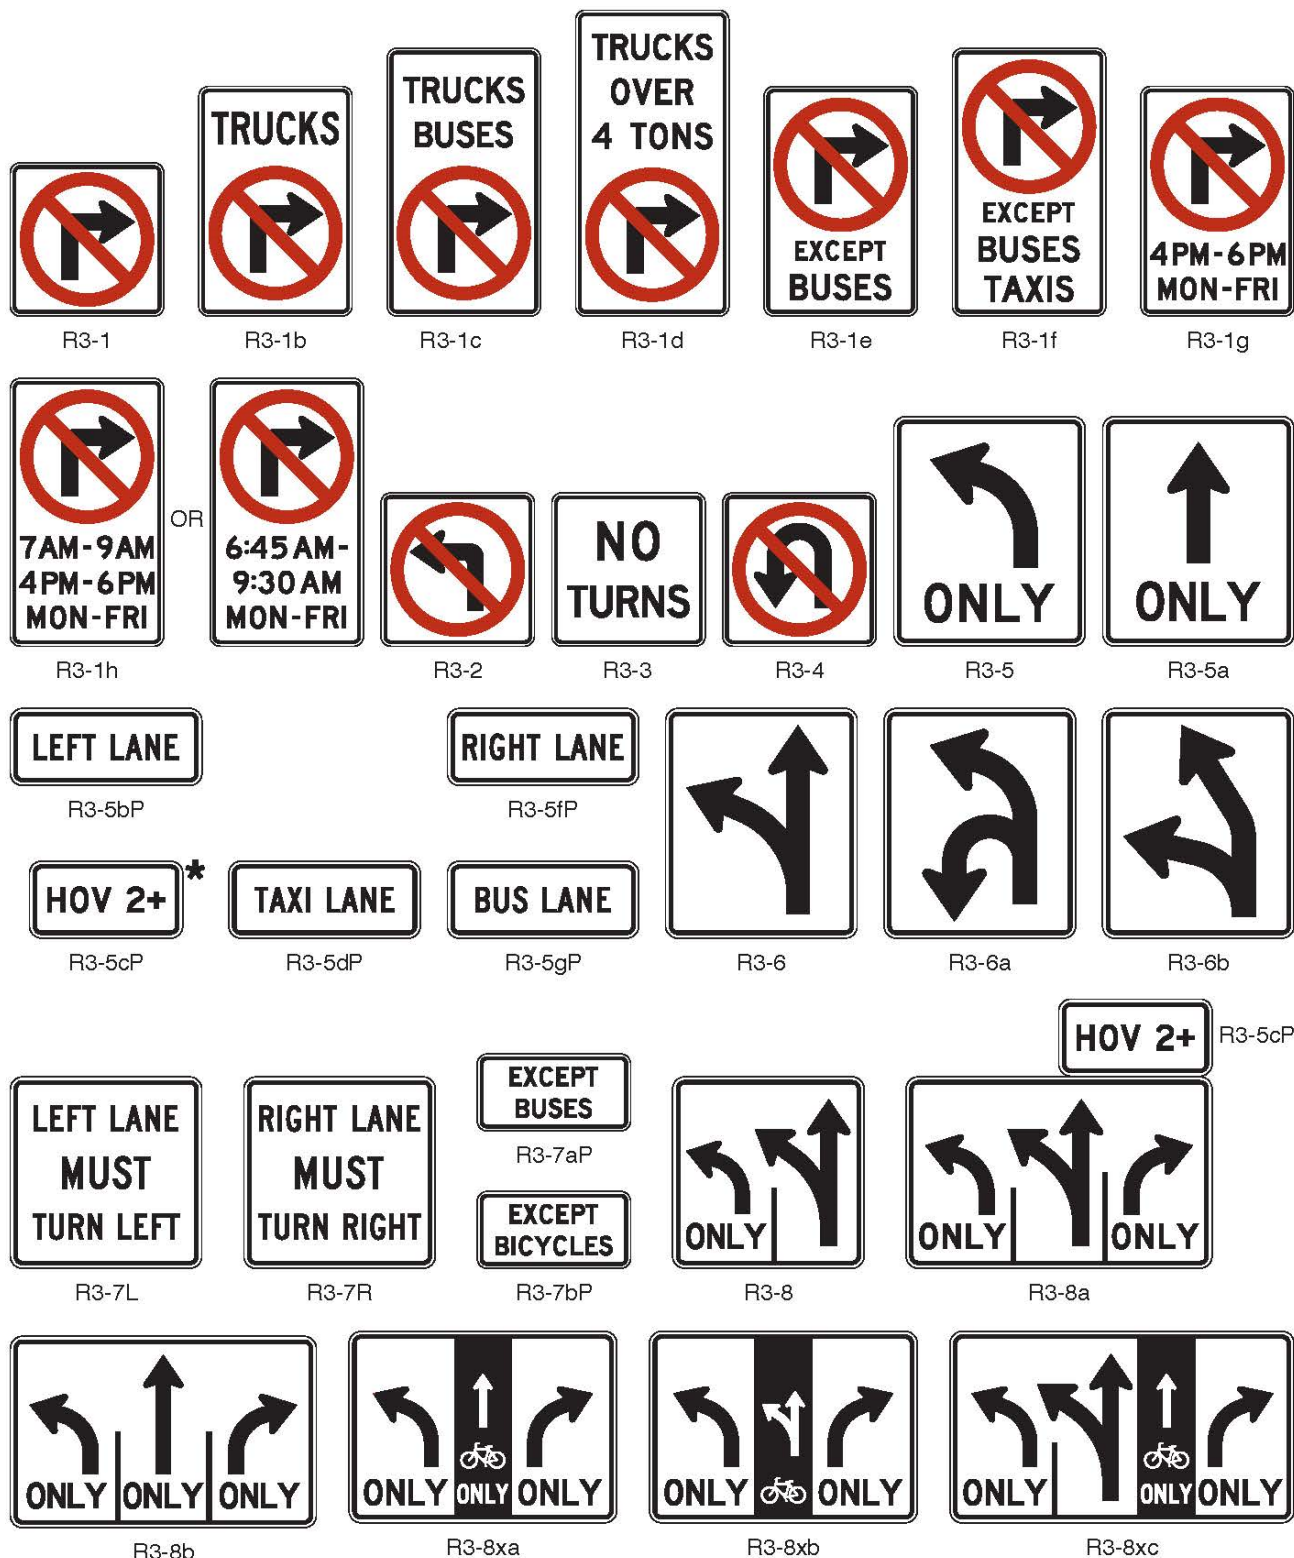 TRUCKS
R3-1
R3-1b
TRUCKS
BUSES
R3-1c
TRUCKS
OVER
4 TONS
R3-1d
EXCEPT
BUSES
R3-1e
EXCEPT
BUSES
TAXIS
R3-1f
4PM-6PM
MON-FRI
R3-1g
7AM-9AM
4PM-6PM
MON-FRI
R3-1h
OR
6:45AM-
9:30AM
MON-FRI
R3-2
NO
TURNS
R3-3
R3-4
ONLY
R3-5
ONLY
R3-5a
LEFT LANE
R3-5bP
RIGHT LANE
R3-5fP
HOV 2+
*
R3-5cP
TAXI LANE
R3-5dP
BUS LANE
R3-5gP
R3-6
R3-6a
R3-6b
LEFT LANE
MUST
TURN LEFT
R3-7L
RIGHT LANE
MUST
TURN RIGHT
R3-7R
EXCEPT
BUSES
R3-7aP
EXCEPT
BICYCLES
R3-7bP
ONLY
R3-8
HOV 2+
R3-5cP
ONLY ONLY
R3-8a
ONLY ONLY ONLY
R3-8b
ONLY ONLY ONLY
R3-8xa
ONLY ONLY
R3-8xb
ONLY ONLY ONLY
R3-8xc